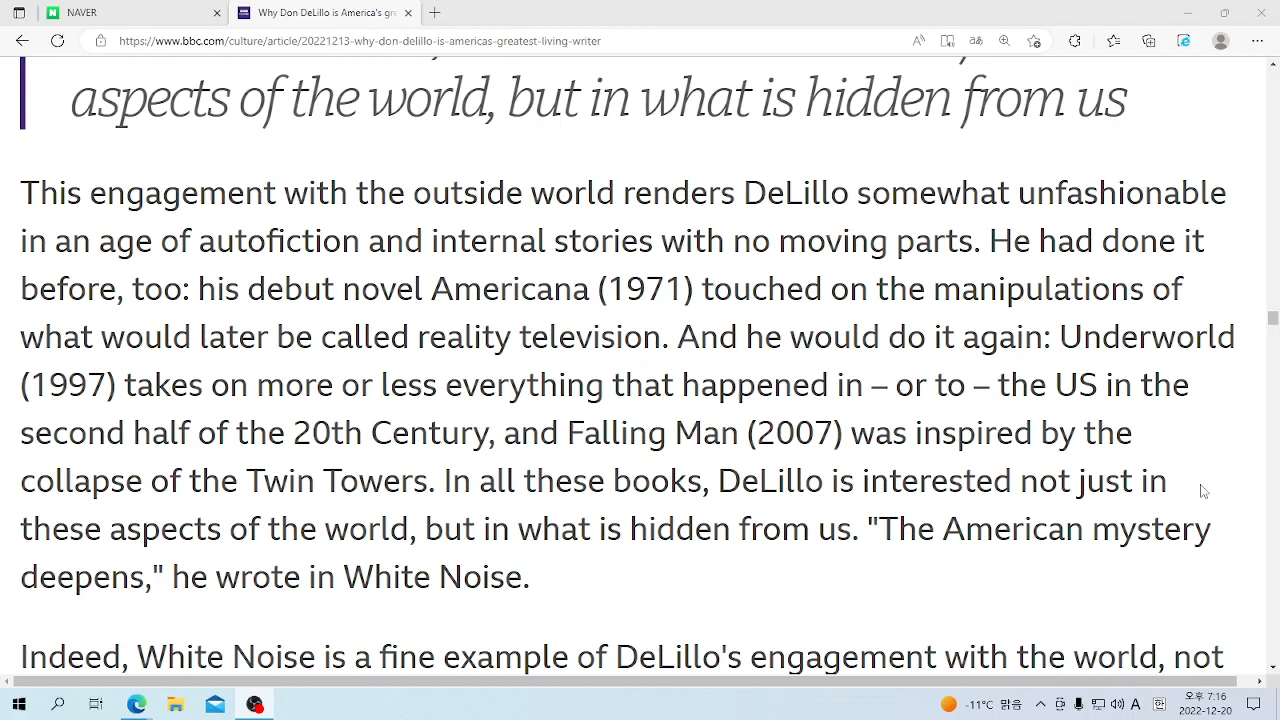 NAVER
Why Don DeLillo is America's gre
https://www.bbc.com/culture/article/20221213-why-don-delillo-is-americas-greatest-living-writer
aspects of the world, but in what is hidden from us
This engagement with the outside world renders DeLillo somewhat unfashionable
in an age of autofiction and internal stories with no moving parts. He had done it
before, too: his debut novel Americana (1971) touched on the manipulations of
what would later be called reality television. And he would do it again: Underworld
(1997) takes on more or less everything that happened in – or to – the US in the
second half of the 20th Century, and Falling Man (2007) was inspired by the
collapse of the Twin Towers. In all these books, DeLillo is interested not just in
these aspects of the world, but in what is hidden from us. "The American mystery
deepens," he wrote in White Noise.
Indeed, White Noise is a fine example of DeLillo's engagement with the world, not
-11°C 맑음
A
오후 7:16
2022-12-20